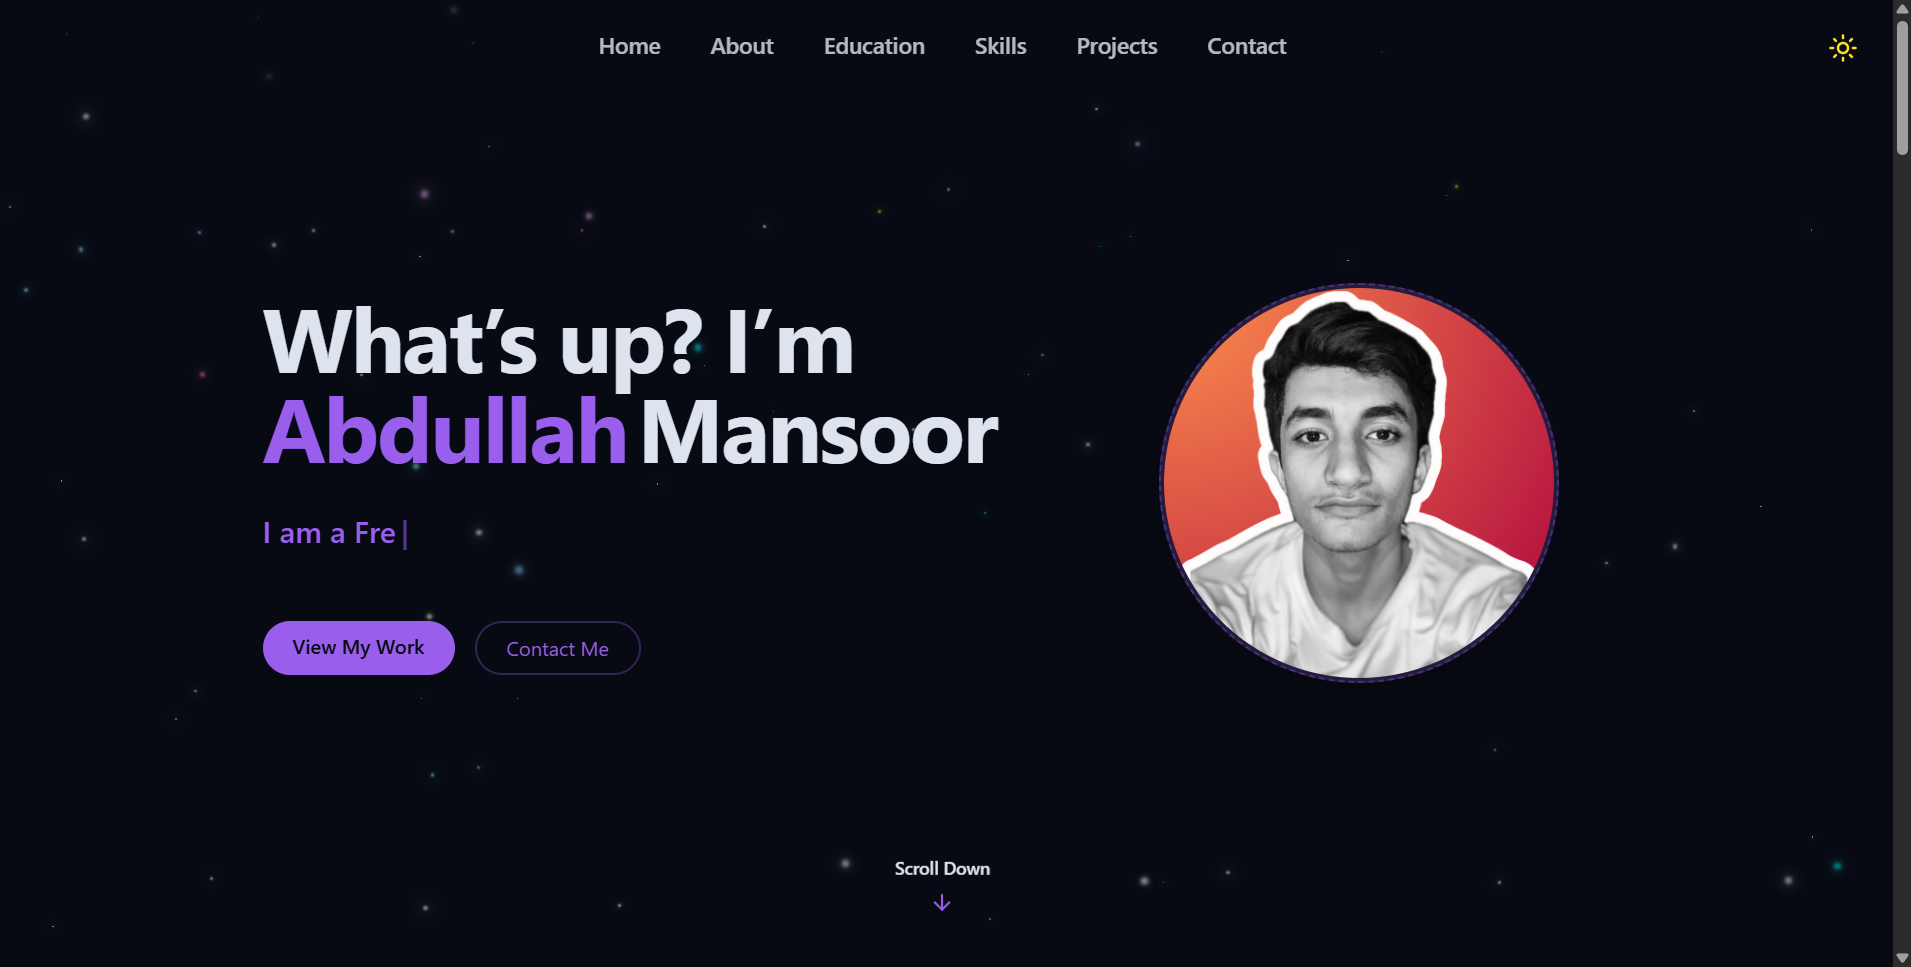 Home About Education Skills Projects Contact
What’s up? I’m
Abdullah Mansoor
I am a Fre|
View My Work Contact Me
Scroll Down